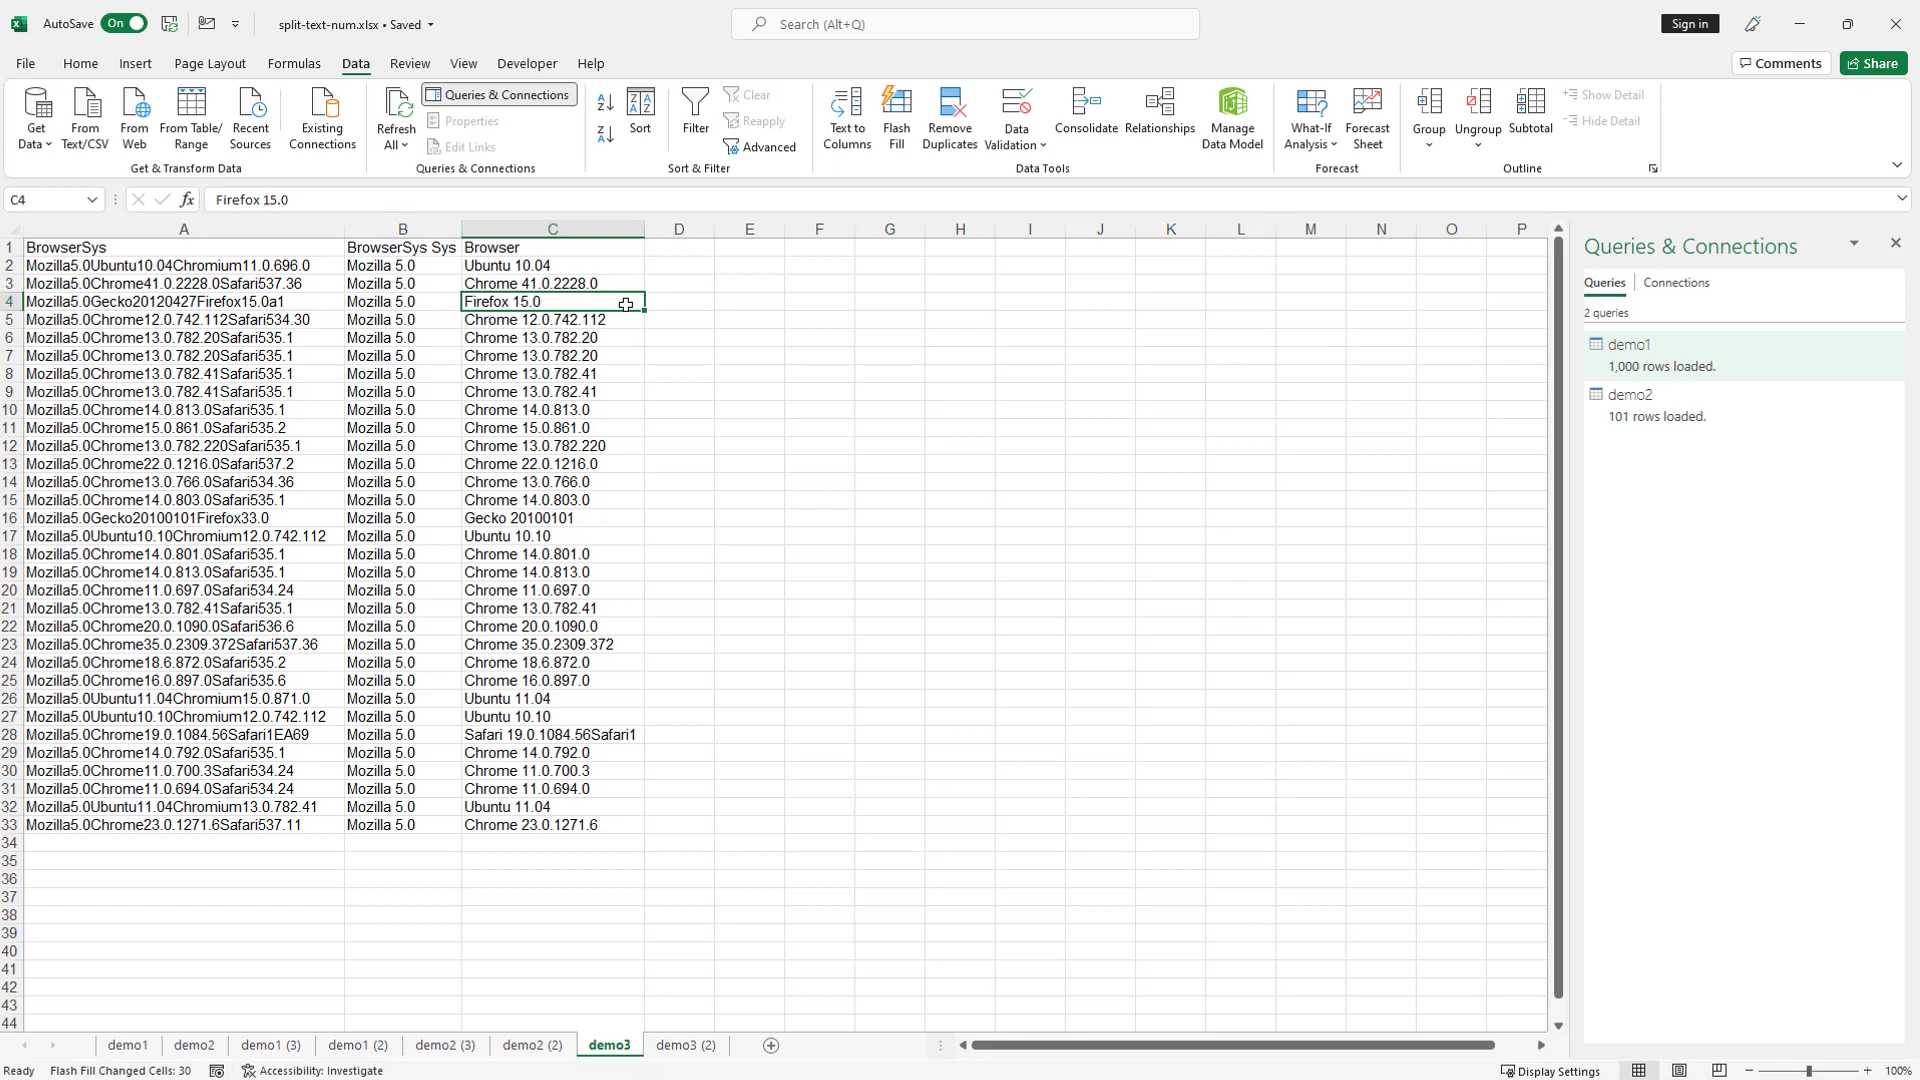 AutoSave On split-text-num.xlsx • Saved Search (Alt+Q) Sign in
File Home Insert Page Layout Formulas Data Review View Developer Help Comments Share
Get Data From Text/CSV From Web From Table/ Range Recent Sources Existing Connections
Get & Transform Data
Refresh All Queries & Connections Properties Edit Links
Queries & Connections
Sort Filter Clear Reapply Advanced
Sort & Filter
Text to Columns Flash Fill Remove Duplicates Data Validation Consolidate Relationships Manage Data Model
Data Tools
What-If Analysis Forecast Sheet
Forecast
Group Ungroup Subtotal Show Detail Hide Detail
Outline
C4 fx Firefox 15.0
A B C D E F G H I J K L M N O P
1 BrowserSys BrowserSys Sys Browser
2 Mozilla5.0Ubuntu10.04Chromium11.0.696.0 Mozilla 5.0 Ubuntu 10.04
3 Mozilla5.0Chrome41.0.2228.0Safari537.36 Mozilla 5.0 Chrome 41.0.2228.0
4 Mozilla5.0Gecko20120427Firefox15.0a1 Mozilla 5.0 Firefox 15.0
5 Mozilla5.0Chrome12.0.742.112Safari534.30 Mozilla 5.0 Chrome 12.0.742.112
6 Mozilla5.0Chrome13.0.782.20Safari535.1 Mozilla 5.0 Chrome 13.0.782.20
7 Mozilla5.0Chrome13.0.782.20Safari535.1 Mozilla 5.0 Chrome 13.0.782.20
8 Mozilla5.0Chrome13.0.782.41Safari535.1 Mozilla 5.0 Chrome 13.0.782.41
9 Mozilla5.0Chrome13.0.782.41Safari535.1 Mozilla 5.0 Chrome 13.0.782.41
10 Mozilla5.0Chrome14.0.813.0Safari535.1 Mozilla 5.0 Chrome 14.0.813.0
11 Mozilla5.0Chrome15.0.861.0Safari535.2 Mozilla 5.0 Chrome 15.0.861.0
12 Mozilla5.0Chrome13.0.782.220Safari535.1 Mozilla 5.0 Chrome 13.0.782.220
13 Mozilla5.0Chrome22.0.1216.0Safari537.2 Mozilla 5.0 Chrome 22.0.1216.0
14 Mozilla5.0Chrome13.0.766.0Safari534.36 Mozilla 5.0 Chrome 13.0.766.0
15 Mozilla5.0Chrome14.0.803.0Safari535.1 Mozilla 5.0 Chrome 14.0.803.0
16 Mozilla5.0Gecko20100101Firefox33.0 Mozilla 5.0 Gecko 20100101
17 Mozilla5.0Ubuntu10.10Chromium12.0.742.112 Mozilla 5.0 Ubuntu 10.10
18 Mozilla5.0Chrome14.0.801.0Safari535.1 Mozilla 5.0 Chrome 14.0.801.0
19 Mozilla5.0Chrome14.0.813.0Safari535.1 Mozilla 5.0 Chrome 14.0.813.0
20 Mozilla5.0Chrome11.0.697.0Safari534.24 Mozilla 5.0 Chrome 11.0.697.0
21 Mozilla5.0Chrome13.0.782.41Safari535.1 Mozilla 5.0 Chrome 13.0.782.41
22 Mozilla5.0Chrome20.0.1090.0Safari536.6 Mozilla 5.0 Chrome 20.0.1090.0
23 Mozilla5.0Chrome35.0.2309.372Safari537.36 Mozilla 5.0 Chrome 35.0.2309.372
24 Mozilla5.0Chrome18.6.872.0Safari535.2 Mozilla 5.0 Chrome 18.6.872.0
25 Mozilla5.0Chrome16.0.897.0Safari535.6 Mozilla 5.0 Chrome 16.0.897.0
26 Mozilla5.0Ubuntu11.04Chromium15.0.871.0 Mozilla 5.0 Ubuntu 11.04
27 Mozilla5.0Ubuntu10.10Chromium12.0.742.112 Mozilla 5.0 Ubuntu 10.10
28 Mozilla5.0Chrome19.0.1084.56Safari1EA69 Mozilla 5.0 Safari 19.0.1084.56Safari1
29 Mozilla5.0Chrome14.0.792.0Safari535.1 Mozilla 5.0 Chrome 14.0.792.0
30 Mozilla5.0Chrome11.0.700.3Safari534.24 Mozilla 5.0 Chrome 11.0.700.3
31 Mozilla5.0Chrome11.0.694.0Safari534.24 Mozilla 5.0 Chrome 11.0.694.0
32 Mozilla5.0Ubuntu11.04Chromium13.0.782.41 Mozilla 5.0 Ubuntu 11.04
33 Mozilla5.0Chrome23.0.1271.6Safari537.11 Mozilla 5.0 Chrome 23.0.1271.6
34
35
36
37
38
39
40
41
42
43
44
Queries & Connections
Queries Connections
2 queries
demo1
1,000 rows loaded.
demo2
101 rows loaded.
demo1 demo2 demo1 (3) demo1 (2) demo2 (3) demo2 (2) demo3 demo3 (2)
Ready Flash Fill Changed Cells: 30 Accessibility: Investigate Display Settings 100%